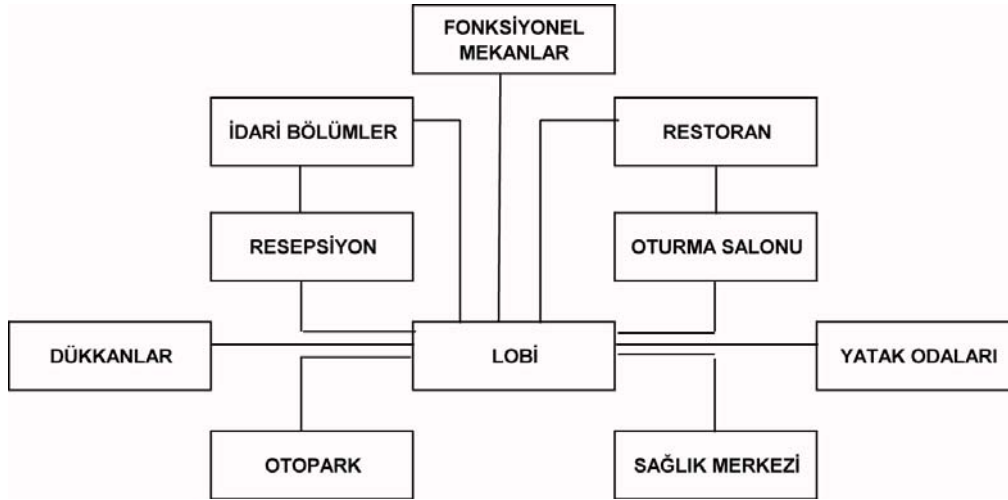 FONKSİYONEL
MEKANLAR
İDARİ BÖLÜMLER
RESTORAN
RESEPSİYON
OTURMA SALONU
DÜKKANLAR
LOBİ
YATAK ODALARI
OTOPARK
SAĞLIK MERKEZİ